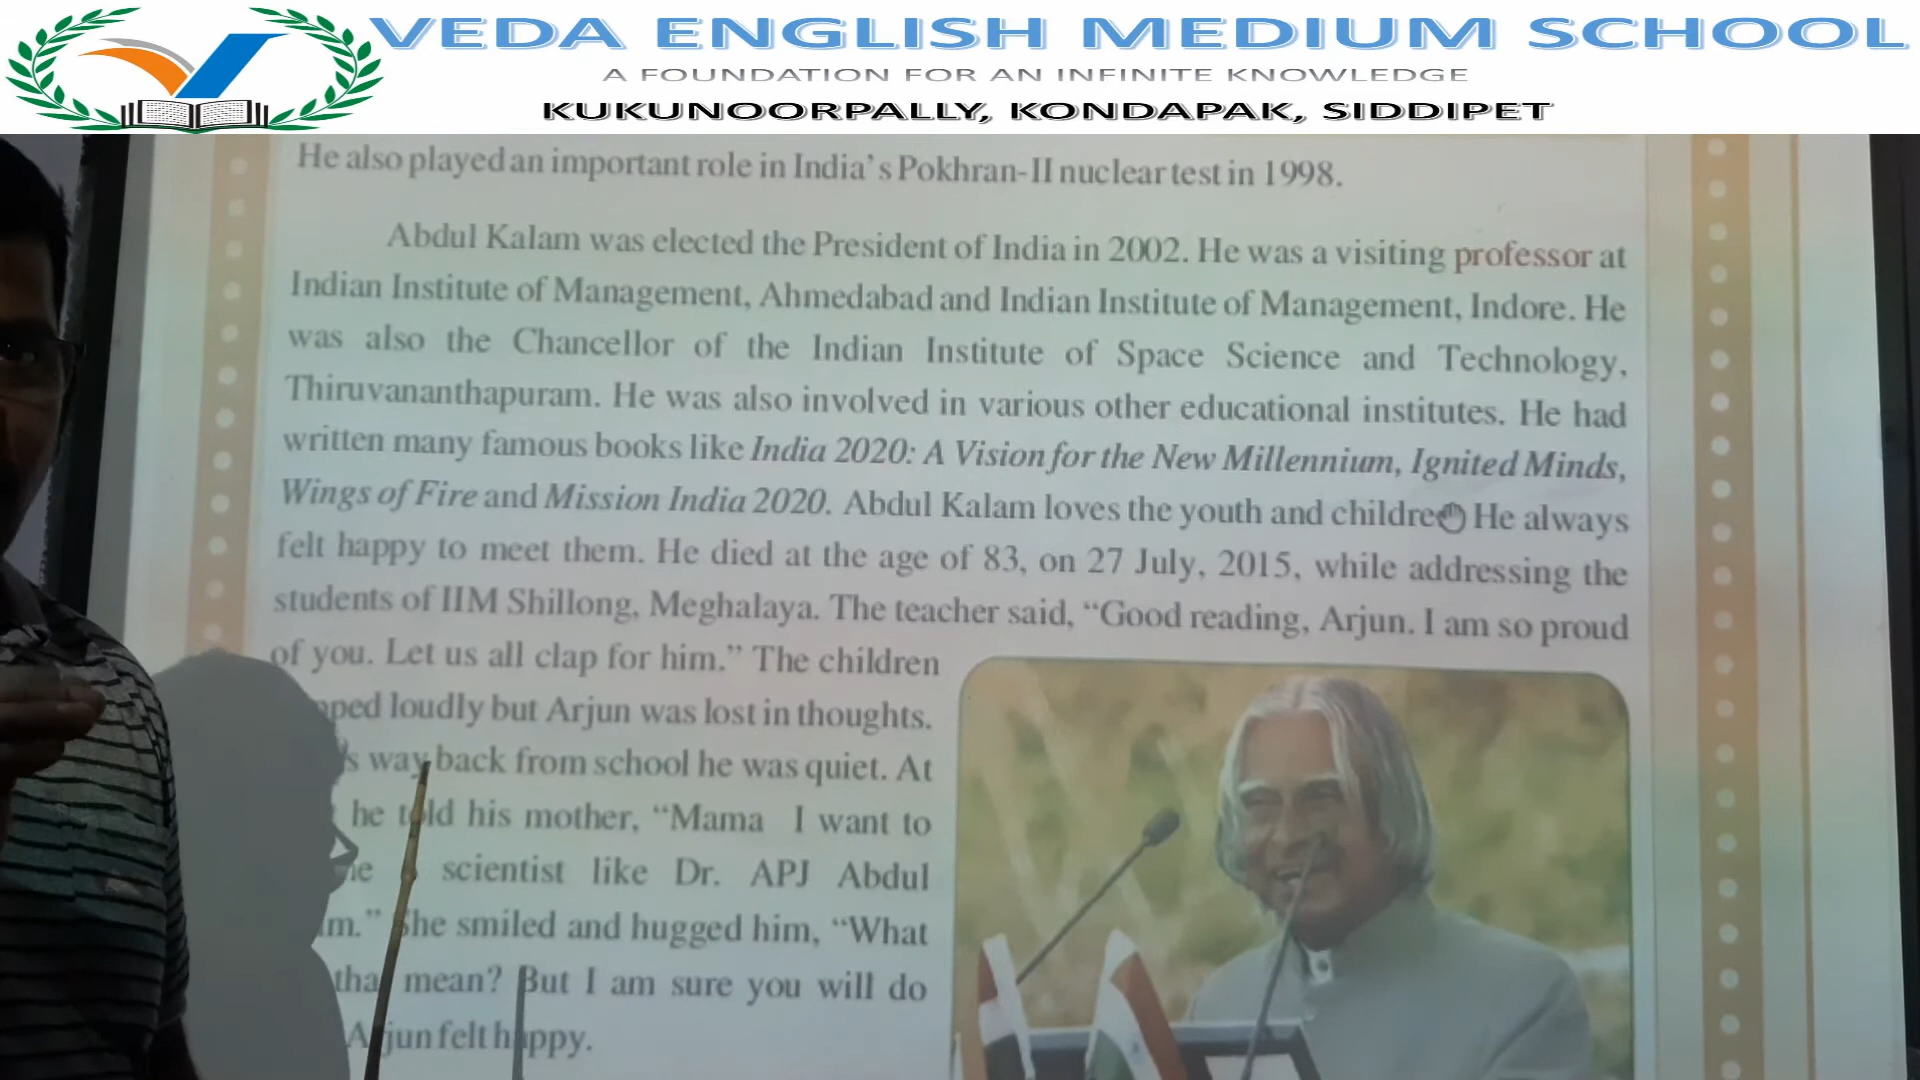 VEDA ENGLISH MEDIUM SCHOOL
A FOUNDATION FOR AN INFINITE KNOWLEDGE
KUKUNOORPALLY, KONDAPAK, SIDDIPET
He also played an important role in India's Pokhran-II nuclear test in 1998.
Abdul Kalam was elected the President of India in 2002. He was a visiting professor at
Indian Institute of Management, Ahmedabad and Indian Institute of Management, Indore. He
was also the Chancellor of the Indian Institute of Space Science and Technology,
Thiruvananthapuram. He was also involved in various other educational institutes. He had
written many famous books like India 2020: A Vision for the New Millennium, Ignited Minds,
Wings of Fire and Mission India 2020. Abdul Kalam loves the youth and children He always
felt happy to meet them. He died at the age of 83, on 27 July, 2015, while addressing the
students of IIM Shillong, Meghalaya. The teacher said, “Good reading, Arjun. I am so proud
of you. Let us all clap for him.” The children
loudly but Arjun was lost in thoughts.
way back from school he was quiet. At
he told his mother, “Mama I want to
scientist like Dr. APJ Abdul
She smiled and hugged him, “What
mean? But I am sure you will do
Arjun felt happy.